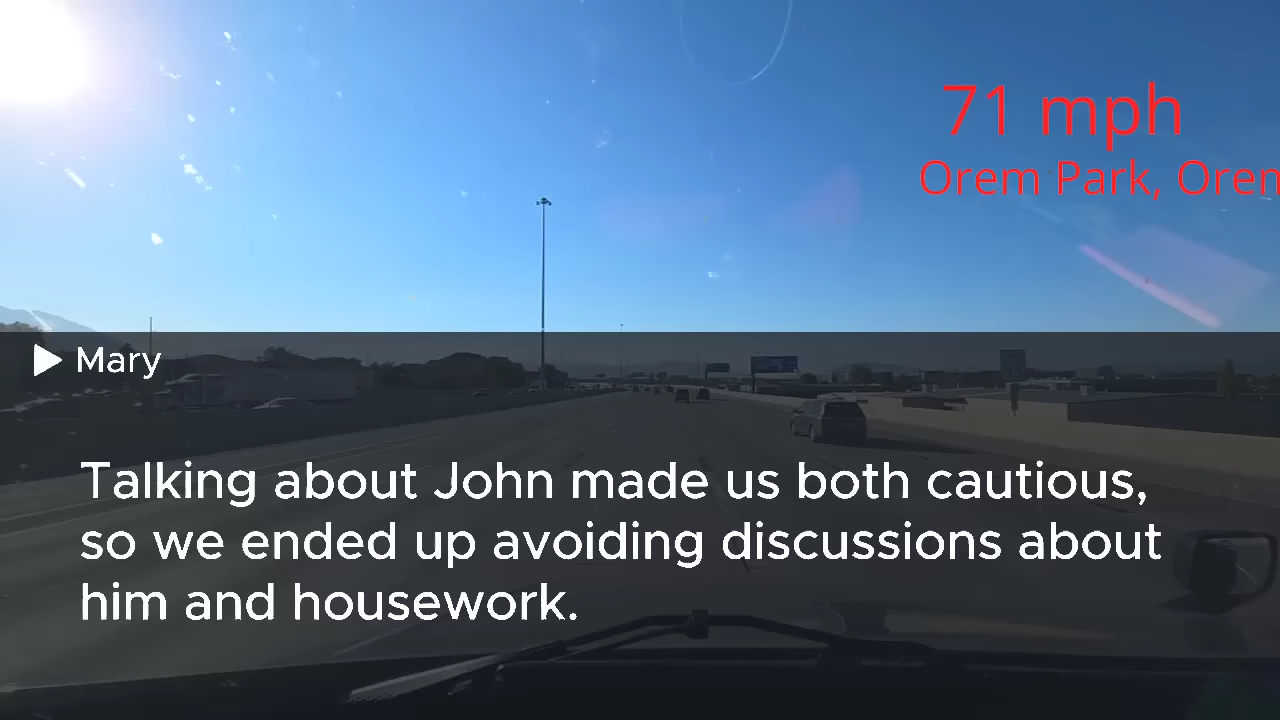 71 mph
Orem Park, Orem
Mary
Talking about John made us both cautious,
so we ended up avoiding discussions about
him and housework.